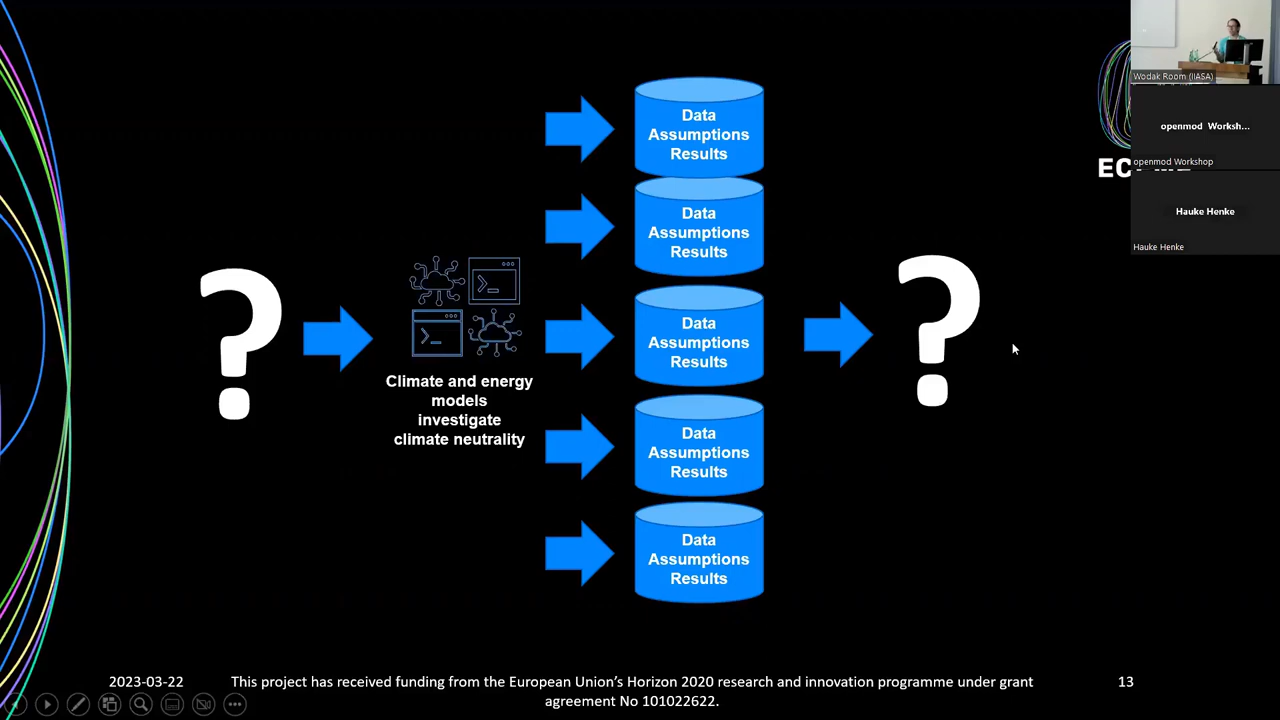 ?
Climate and energy
models
investigate
climate neutrality
Data
Assumptions
Results
Data
Assumptions
Results
Data
Assumptions
Results
Data
Assumptions
Results
Data
Assumptions
Results
?
Wodak Room (IIASA)
openmod Worksh...
openmod Workshop
Hauke Henke
Hauke Henke
2023-03-22
This project has received funding from the European Union’s Horizon 2020 research and innovation programme under grant
agreement No 101022622.
13